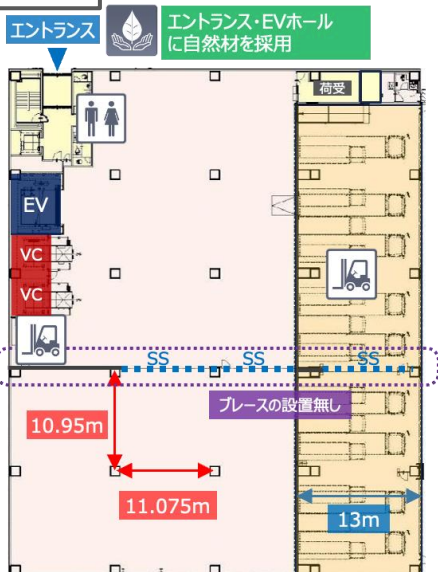 エントランス
エントランス・EVホール
に自然材を採用
荷受
EV
VC
VC
SS
SS
SS
ブレースの設置無し
10.95m
11.075m
13m